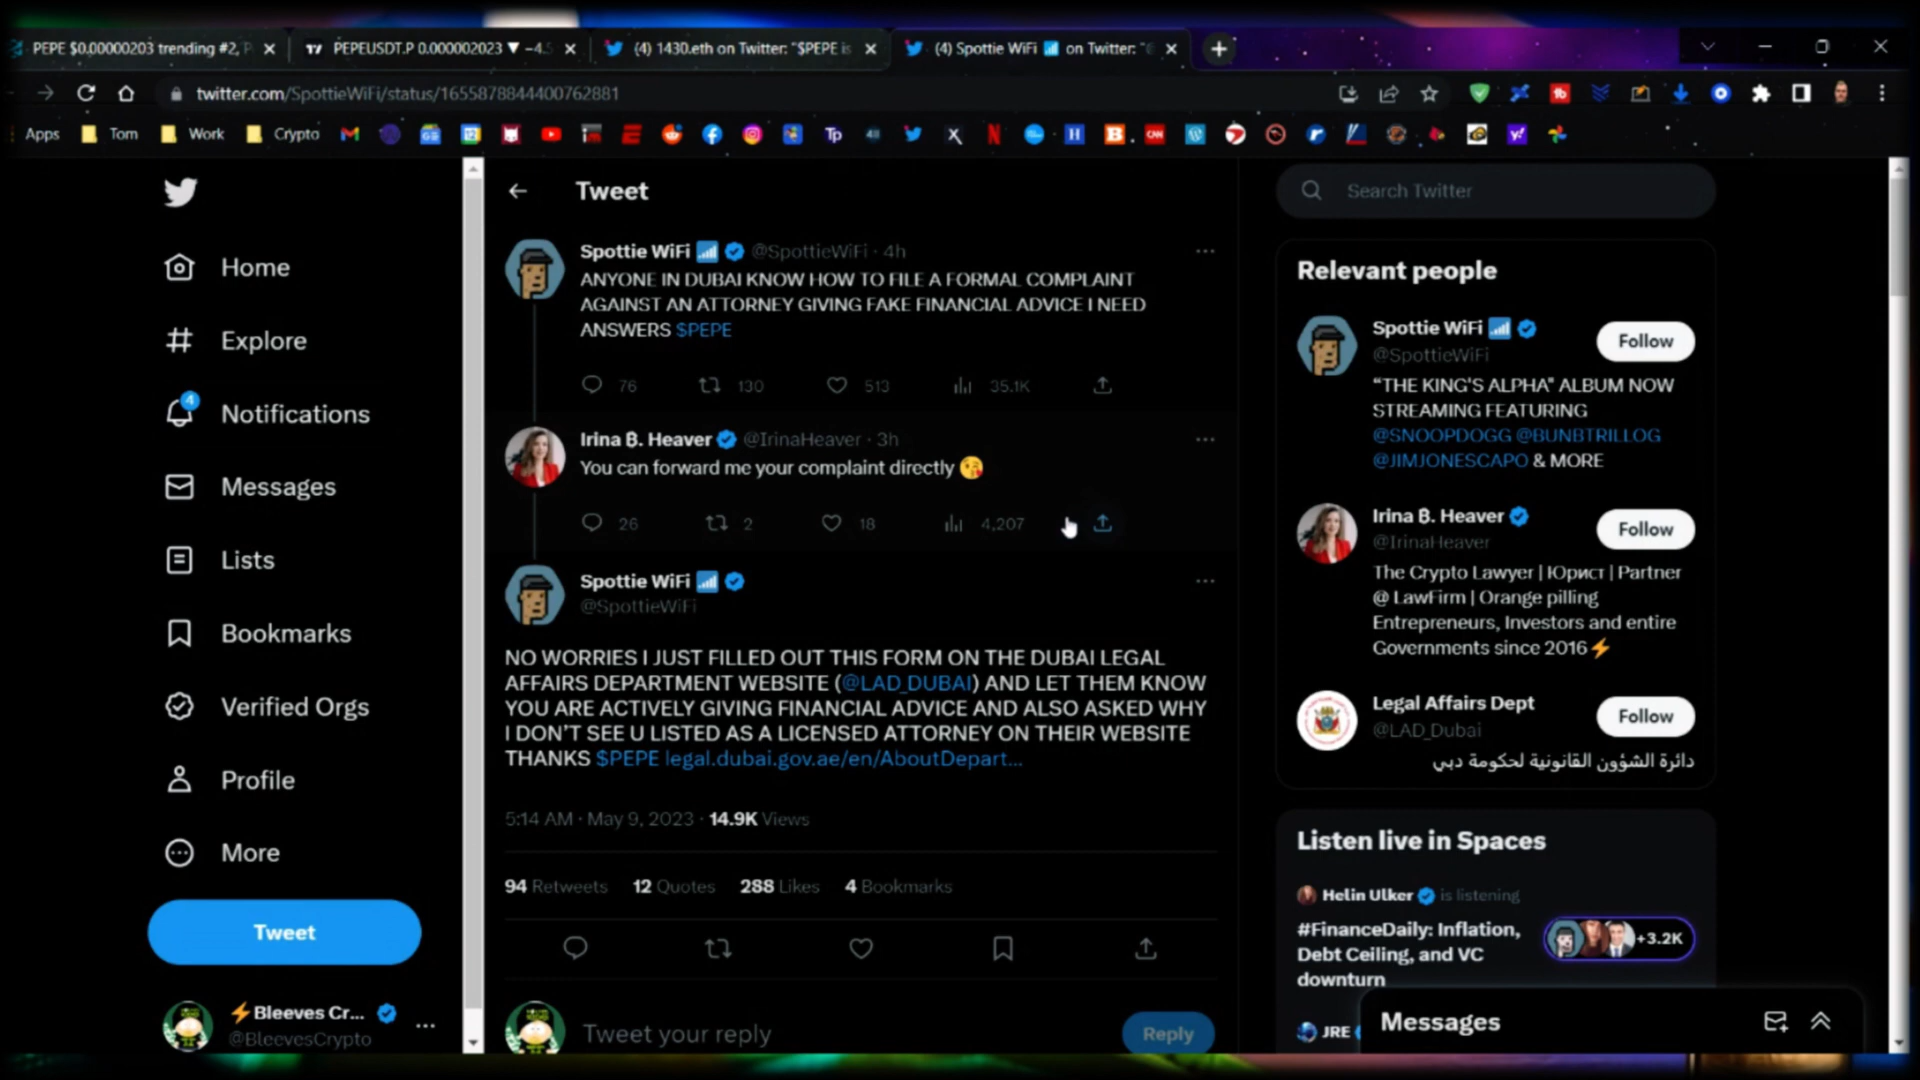 PEPE $0.00000203 trending #2,
PEPEUSDT.P 0.000002023 ▼ −4.
(4) 1430.eth on Twitter: "$PEPE is
(4) Spottie WiFi 📶 on Twitter: "
twitter.com/SpottieWiFi/status/1655878844400762881
Apps
Tom
Work
Crypto
Tweet
Search Twitter
Home
Explore
4
Notifications
Messages
Lists
Bookmarks
Verified Orgs
Profile
More
Tweet
⚡Bleeves Cr...
@BleevesCrypto
Spottie WiFi 📶 @SpottieWiFi · 4h
ANYONE IN DUBAI KNOW HOW TO FILE A FORMAL COMPLAINT
AGAINST AN ATTORNEY GIVING FAKE FINANCIAL ADVICE I NEED
ANSWERS $PEPE
76 130 513 35.1K
Irina ₿. Heaver @IrinaHeaver · 3h
You can forward me your complaint directly 😘
26 2 18 4,207
Spottie WiFi 📶
@SpottieWiFi
NO WORRIES I JUST FILLED OUT THIS FORM ON THE DUBAI LEGAL
AFFAIRS DEPARTMENT WEBSITE (@LAD_DUBAI) AND LET THEM KNOW
YOU ARE ACTIVELY GIVING FINANCIAL ADVICE AND ALSO ASKED WHY
I DON'T SEE U LISTED AS A LICENSED ATTORNEY ON THEIR WEBSITE
THANKS $PEPE legal.dubai.gov.ae/en/AboutDepart...
5:14 AM · May 9, 2023 · 14.9K Views
94 Retweets 12 Quotes 288 Likes 4 Bookmarks
Tweet your reply
Reply
Relevant people
Spottie WiFi 📶
@SpottieWiFi
Follow
"THE KING'S ALPHA" ALBUM NOW
STREAMING FEATURING
@SNOOPDOGG @BUNBTRILLOG
@JIMJONESCAPO & MORE
Irina ₿. Heaver
@IrinaHeaver
Follow
The Crypto Lawyer | Юрист | Partner
@ LawFirm | Orange pilling
Entrepreneurs, Investors and entire
Governments since 2016⚡
Legal Affairs Dept
@LAD_Dubai
Follow
دائرة الشؤون القانونية لحكومة دبي
Listen live in Spaces
Helin Ulker is listening
#FinanceDaily: Inflation,
Debt Ceiling, and VC
downturn
+3.2K
JRE
Messages